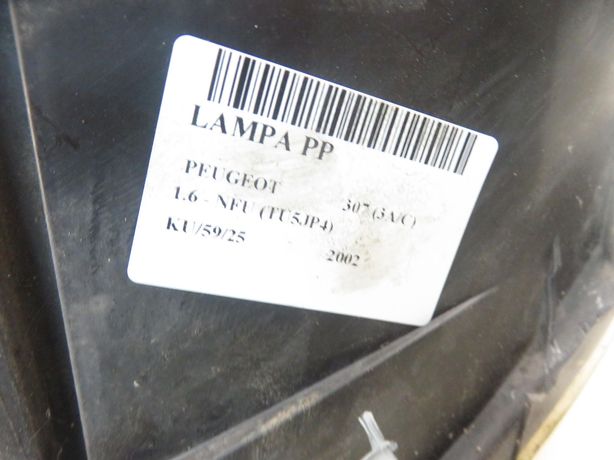 LAMPA PP
PEUGEOT 307 (3A/C)
1.6 - NFU (TU5JP4)
KU/59/25 2002